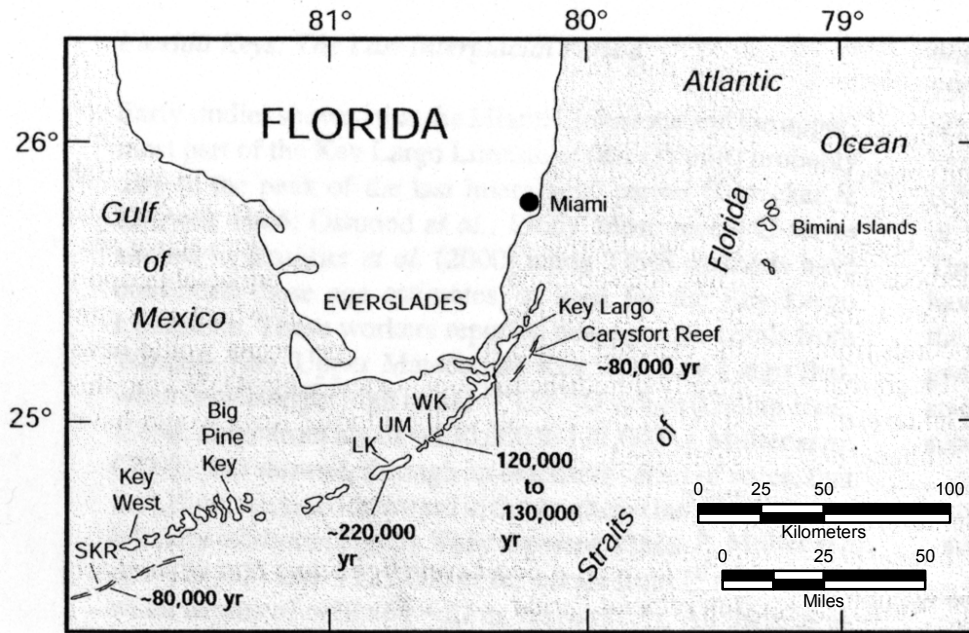 81°
80°
79°
26°
25°
FLORIDA
Atlantic
Ocean
Gulf
of
Mexico
Miami
Florida
Bimini Islands
EVERGLADES
Key Largo
Carysfort Reef
~80,000 yr
Big
Pine
Key
WK
UM
LK
Key
West
120,000
to
130,000
yr
~220,000
yr
Straits
of
SKR
~80,000 yr
0 25 50 100
Kilometers
0 25 50
Miles